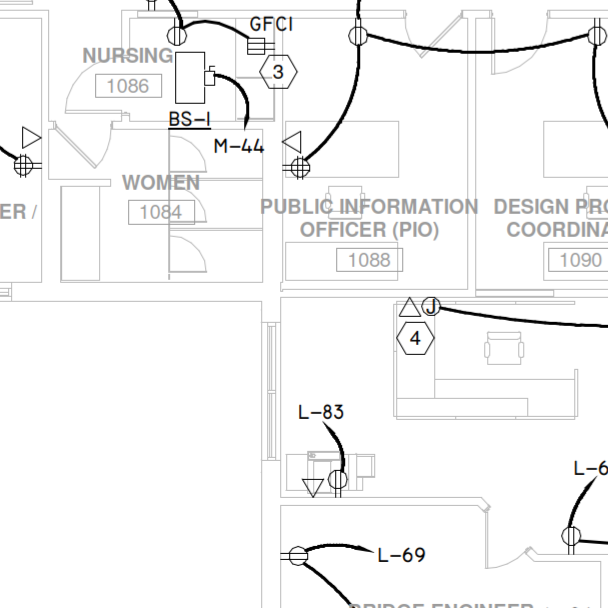 GFCI
NURSING
1086
3
BS-1
M-44
WOMEN
1084
ER /
PUBLIC INFORMATION
OFFICER (PIO)
1088
DESIGN
COORDINA
1090
J
4
L-83
L-6
L-69
BRIDGE ENGINEER